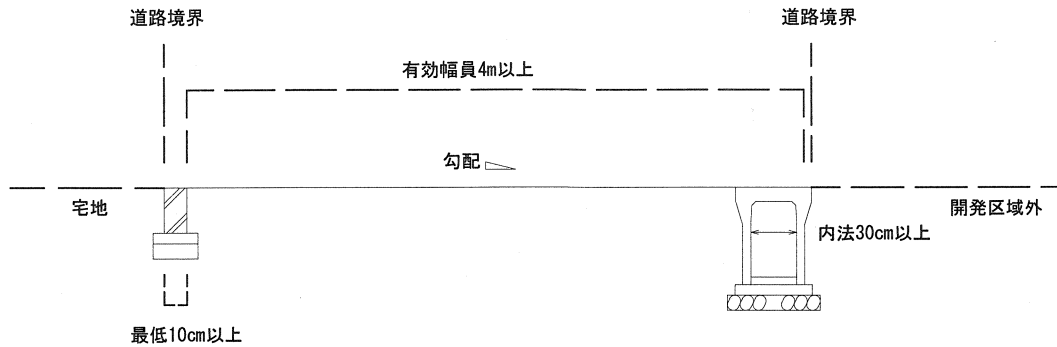 道路境界
道路境界
有効幅員4m以上
勾配
宅地
開発区域外
内法30cm以上
最低10cm以上